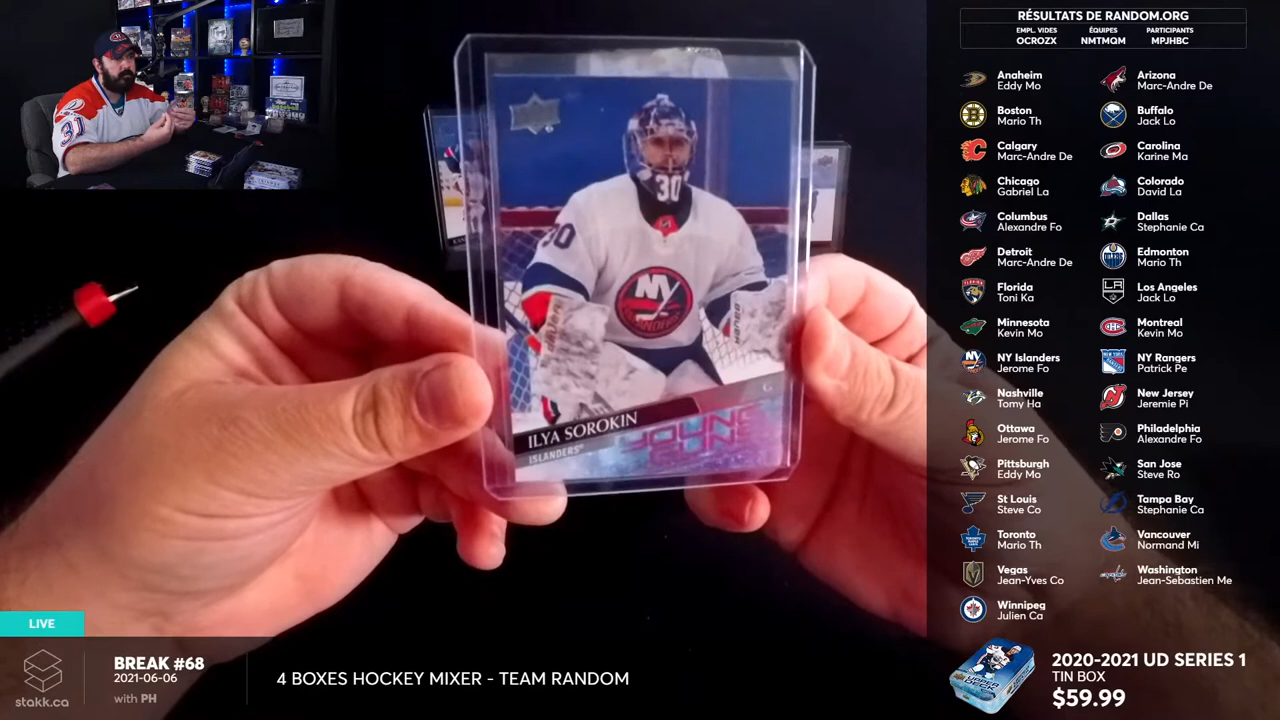 RÉSULTATS DE RANDOM.ORG
EMPL. VIDES ÉQUIPES PARTICIPANTS
OCROZX NMTMQM MPJHBC
Anaheim
Eddy Mo
Arizona
Marc-Andre De
Boston
Mario Th
Buffalo
Jack Lo
Calgary
Marc-Andre De
Carolina
Karine Ma
Chicago
Gabriel La
Colorado
David La
Columbus
Alexandre Fo
Dallas
Stephanie Ca
Detroit
Marc-Andre De
Edmonton
Mario Th
Florida
Toni Ka
Los Angeles
Jack Lo
Minnesota
Kevin Mo
Montreal
Kevin Mo
NY Islanders
Jerome Fo
NY Rangers
Patrick Pe
Nashville
Tomy Ha
New Jersey
Jeremie Pi
Ottawa
Jerome Fo
Philadelphia
Alexandre Fo
Pittsburgh
Eddy Mo
San Jose
Steve Ro
St Louis
Steve Co
Tampa Bay
Stephanie Ca
Toronto
Mario Th
Vancouver
Normand Mi
Vegas
Jean-Yves Co
Washington
Jean-Sebastien Me
Winnipeg
Julien Ca
31
30
30
NY
ISLANDERS
ILYA SOROKIN
ISLANDERS
YOUNG
GUNS
G
LIVE
stakk.ca
BREAK #68
2021-06-06
with PH
4 BOXES HOCKEY MIXER - TEAM RANDOM
2020-2021 UD SERIES 1
TIN BOX
$59.99